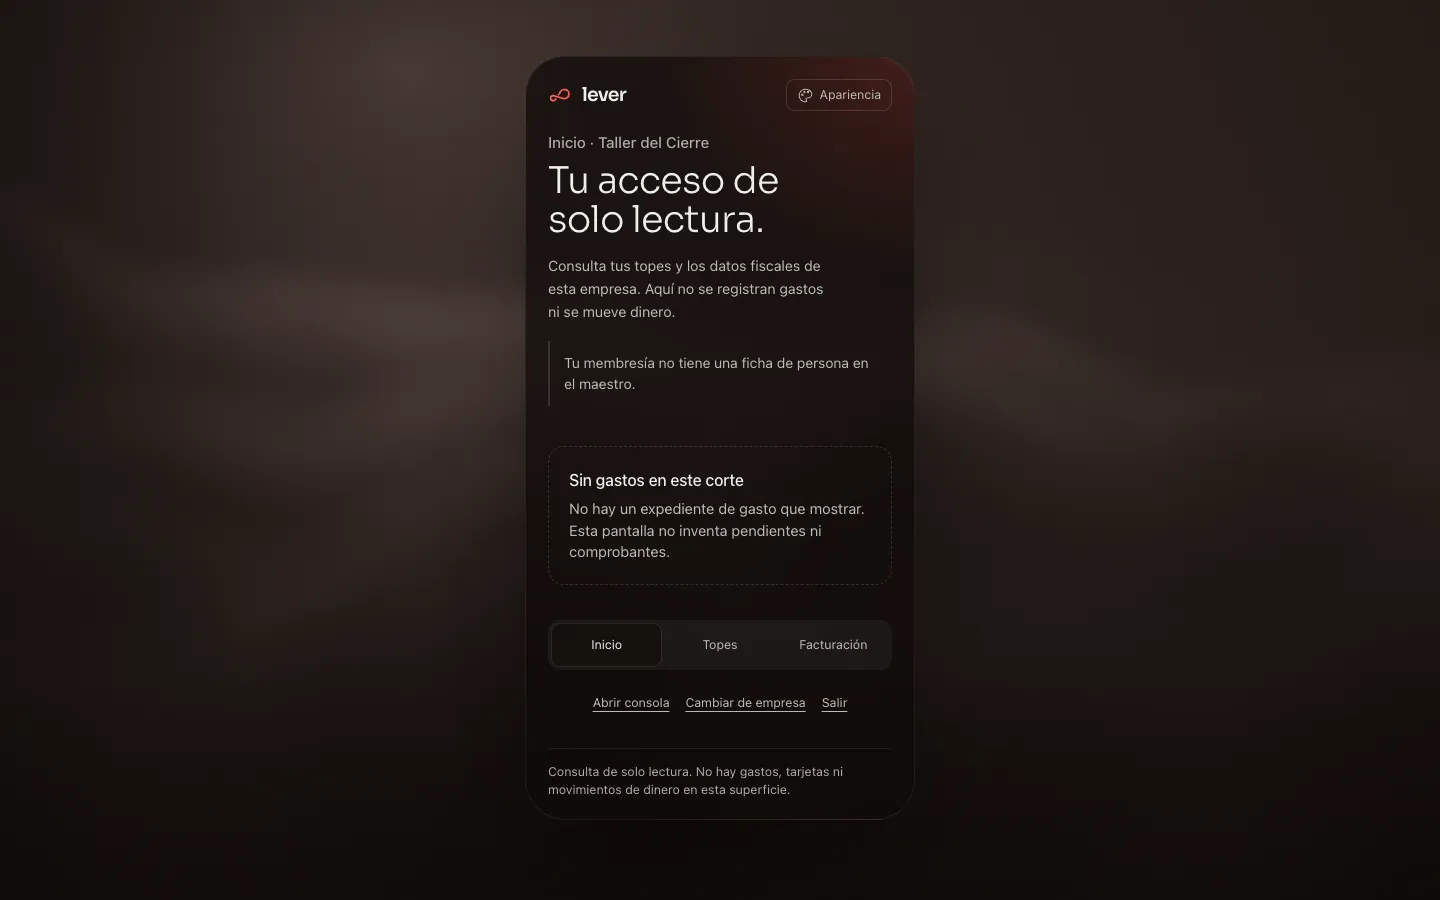 lever
Apariencia
Inicio · Taller del Cierre
Tu acceso de
solo lectura.
Consulta tus topes y los datos fiscales de
esta empresa. Aquí no se registran gastos
ni se mueve dinero.
Tu membresía no tiene una ficha de persona en
el maestro.
Sin gastos en este corte
No hay un expediente de gasto que mostrar.
Esta pantalla no inventa pendientes ni
comprobantes.
Inicio Topes Facturación
Abrir consola Cambiar de empresa Salir
Consulta de solo lectura. No hay gastos, tarjetas ni
movimientos de dinero en esta superficie.